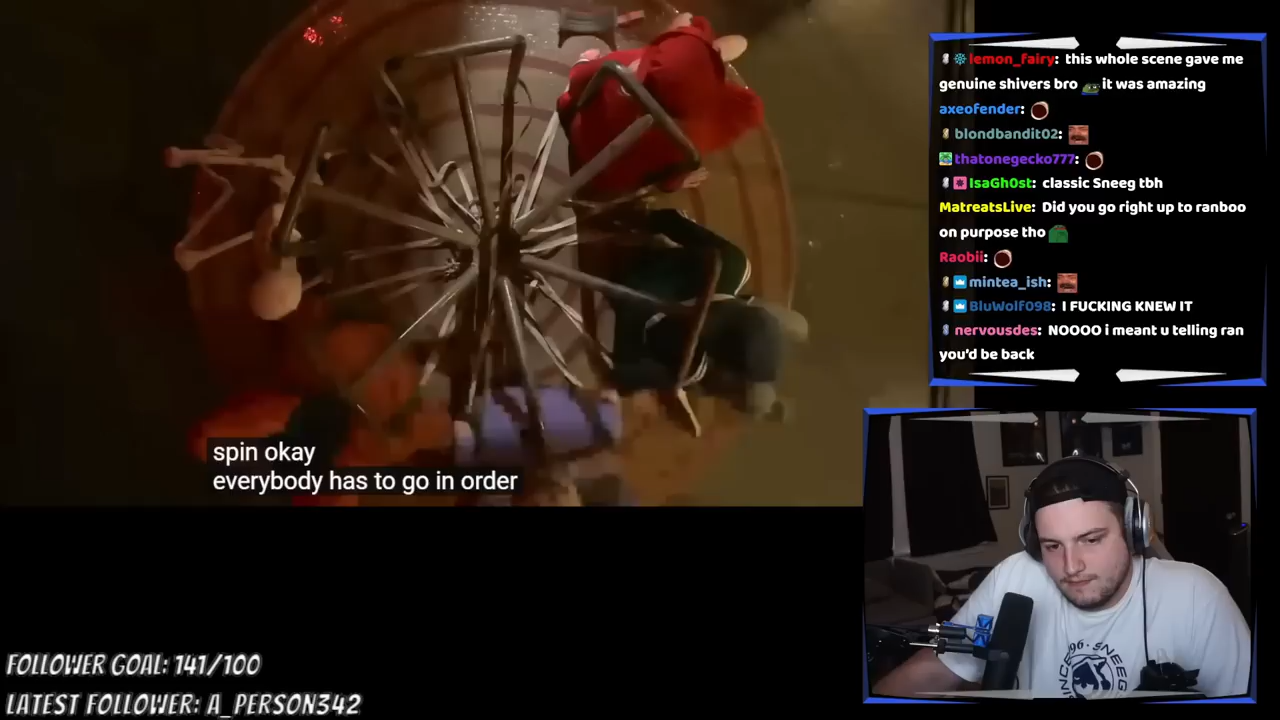 lemon_fairy: this whole scene gave me
genuine shivers bro it was amazing
axeofender:
blondbandit02:
thatonegecko777:
IsaGh0st: classic Sneeg tbh
MatreatsLive: Did you go right up to ranboo
on purpose tho
Raobii:
mintea_ish:
BluWolf098: I FUCKING KNEW IT
nervousdes: NOOOO i meant u telling ran
you'd be back
spin okay
everybody has to go in order
96 · SNEEG
FOLLOWER GOAL: 141/100
LATEST FOLLOWER: A_PERSON342